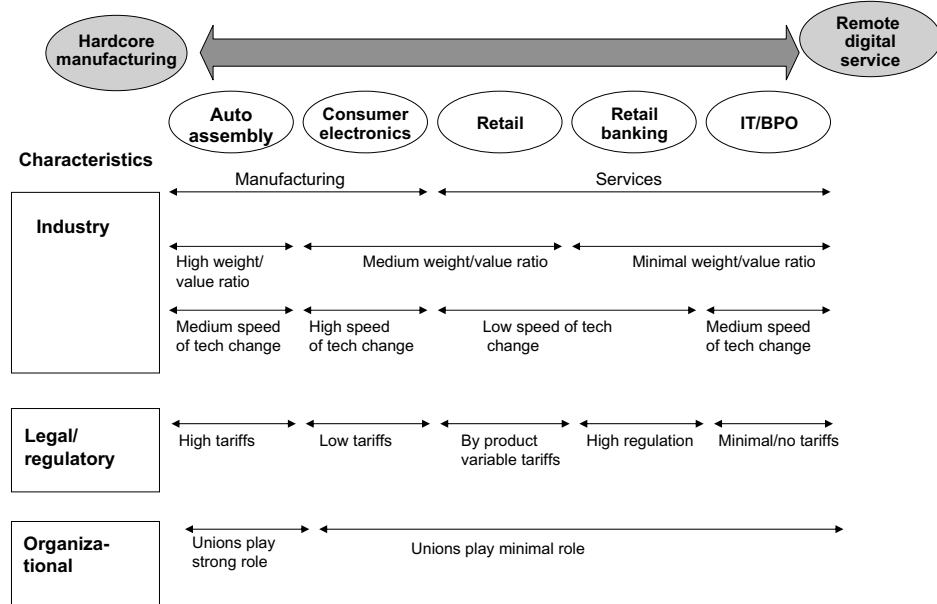 Hardcore
manufacturing
Remote
digital
service
Auto
assembly
Consumer
electronics
Retail
Retail
banking
IT/BPO
Characteristics
Manufacturing
Services
Industry
High weight/
value ratio
Medium weight/value ratio
Minimal weight/value ratio
Medium speed
of tech change
High speed
of tech change
Low speed of tech
change
Medium speed
of tech change
Legal/
regulatory
High tariffs
Low tariffs
By product
variable tariffs
High regulation
Minimal/no tariffs
Organiza-
tional
Unions play
strong role
Unions play minimal role